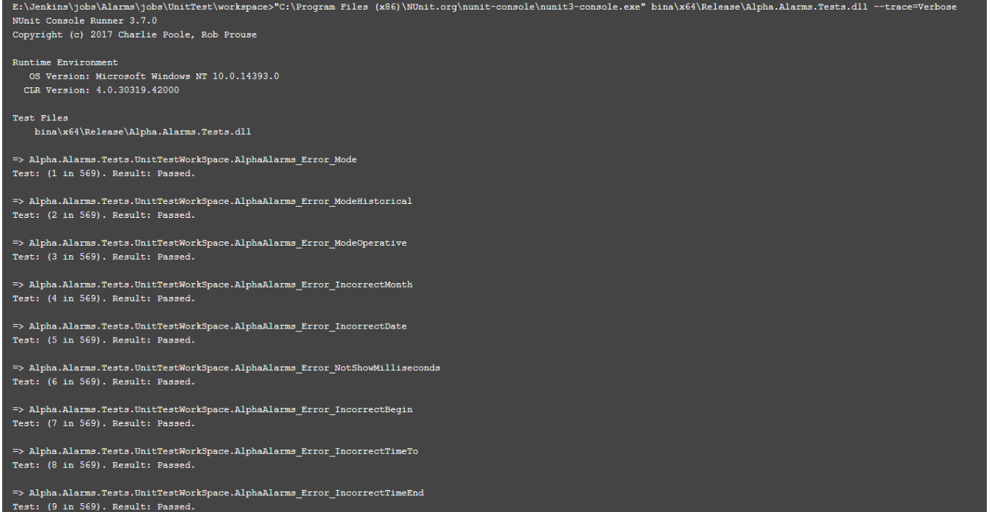 E:\Jenkins\jobs\Alarms\jobs\UnitTest\workspace>"C:\Program Files (x86)\NUnit.org\nunit-console\nunit3-console.exe" bina\x64\Release\Alpha.Alarms.Tests.dll --trace=Verbose
NUnit Console Runner 3.7.0
Copyright (c) 2017 Charlie Poole, Rob Prouse
Runtime Environment
OS Version: Microsoft Windows NT 10.0.14393.0
CLR Version: 4.0.30319.42000
Test Files
bina\x64\Release\Alpha.Alarms.Tests.dll
=> Alpha.Alarms.Tests.UnitTestWorkSpace.AlphaAlarms_Error_Mode
Test: (1 in 569). Result: Passed.
=> Alpha.Alarms.Tests.UnitTestWorkSpace.AlphaAlarms_Error_ModeHistorical
Test: (2 in 569). Result: Passed.
=> Alpha.Alarms.Tests.UnitTestWorkSpace.AlphaAlarms_Error_ModeOperative
Test: (3 in 569). Result: Passed.
=> Alpha.Alarms.Tests.UnitTestWorkSpace.AlphaAlarms_Error_IncorrectMonth
Test: (4 in 569). Result: Passed.
=> Alpha.Alarms.Tests.UnitTestWorkSpace.AlphaAlarms_Error_IncorrectDate
Test: (5 in 569). Result: Passed.
=> Alpha.Alarms.Tests.UnitTestWorkSpace.AlphaAlarms_Error_NotShowMilliseconds
Test: (6 in 569). Result: Passed.
=> Alpha.Alarms.Tests.UnitTestWorkSpace.AlphaAlarms_Error_IncorrectBegin
Test: (7 in 569). Result: Passed.
=> Alpha.Alarms.Tests.UnitTestWorkSpace.AlphaAlarms_Error_IncorrectTimeTo
Test: (8 in 569). Result: Passed.
=> Alpha.Alarms.Tests.UnitTestWorkSpace.AlphaAlarms_Error_IncorrectTimeEnd
Test: (9 in 569). Result: Passed.